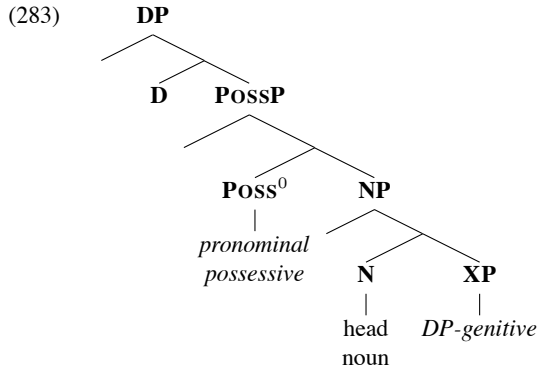 (283) DP
D PossP
Poss⁰ NP
pronominal
possessive
N XP
head
noun
DP-genitive